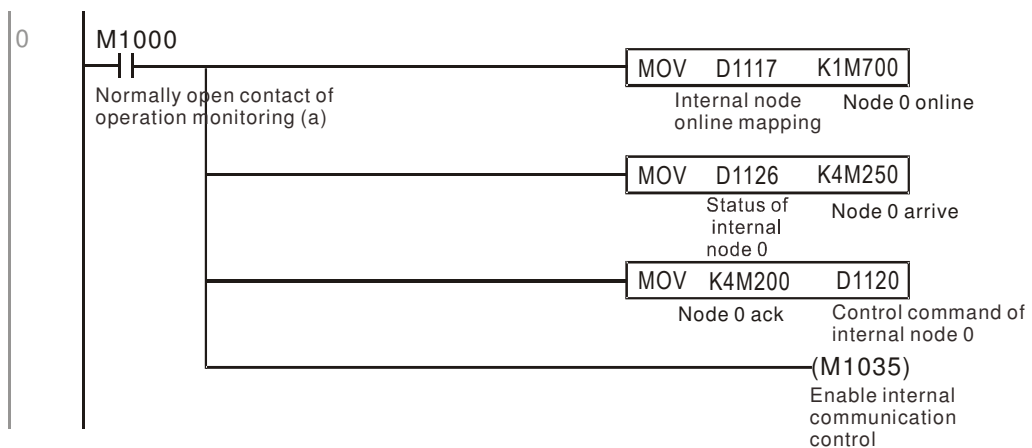 0
M1000
Normally open contact of
operation monitoring (a)
MOV D1117 K1M700
Internal node
online mapping
Node 0 online
MOV D1126 K4M250
Status of
internal
node 0
Node 0 arrive
MOV K4M200 D1120
Node 0 ack
Control command of
internal node 0
(M1035)
Enable internal
communication
control